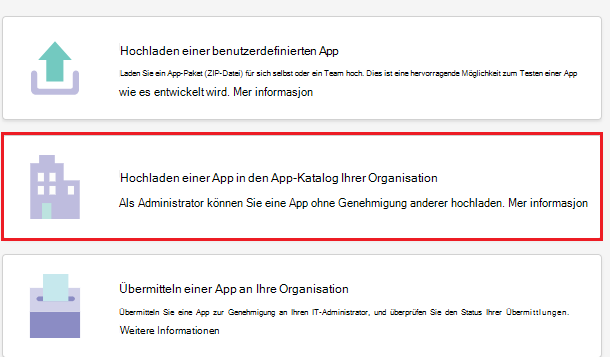 Hochladen einer benutzerdefinierten App
Laden Sie ein App-Paket (ZIP-Datei) für sich selbst oder ein Team hoch. Dies ist eine hervorragende Möglichkeit zum Testen einer App
wie es entwickelt wird. Mer informasjon
Hochladen einer App in den App-Katalog Ihrer Organisation
Als Administrator können Sie eine App ohne Genehmigung anderer hochladen. Mer informasjon
Übermitteln einer App an Ihre Organisation
Übermitteln Sie eine App zur Genehmigung an Ihren IT-Administrator, und überprüfen Sie den Status Ihrer Übermittlungen.
Weitere Informationen